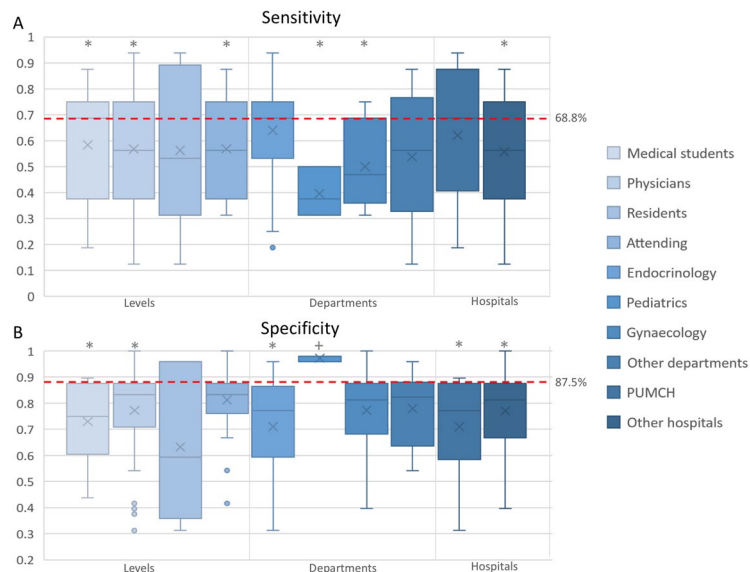 A
Sensitivity
1
0.9
0.8
0.7
0.6
0.5
0.4
0.3
0.2
0.1
0
* * * * * *
68.8%
Levels Departments Hospitals
B
Specificity
1
0.9
0.8
0.7
0.6
0.5
0.4
0.3
0.2
* * * + * *
87.5%
Levels Departments Hospitals
Medical students
Physicians
Residents
Attending
Endocrinology
Pediatrics
Gynaecology
Other departments
PUMCH
Other hospitals